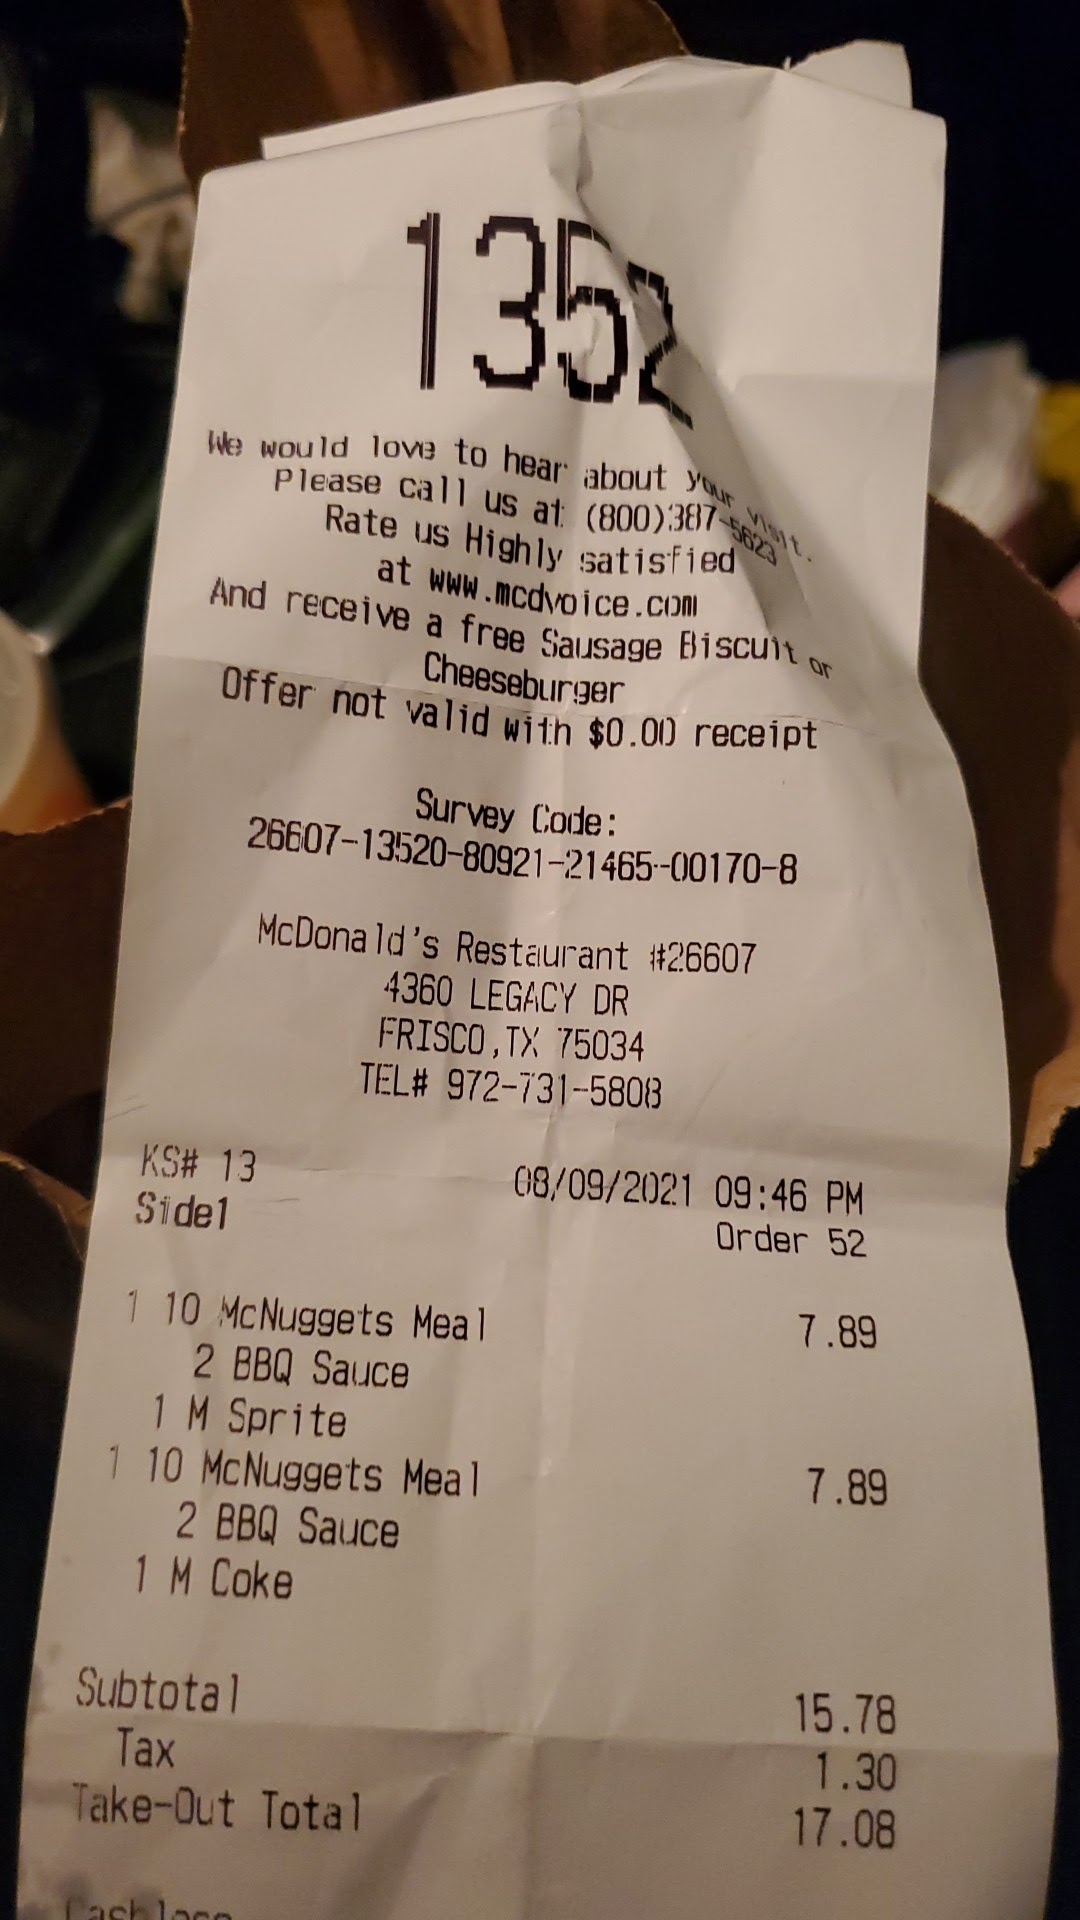 1352
We would love to hear about your visit.
Please call us at (800)387-5623
Rate us Highly satisfied
at www.mcdvoice.com
And receive a free Sausage Biscuit or
Cheeseburger
Offer not valid with $0.00 receipt
Survey Code:
26607-13520-80921-21465-00170-8
McDonald's Restaurant #26607
4360 LEGACY DR
FRISCO,TX 75034
TEL# 972-731-5808
KS# 13 08/09/2021 09:46 PM
Side1 Order 52
1 10 McNuggets Meal 7.89
2 BBQ Sauce
1 M Sprite
1 10 McNuggets Meal 7.89
2 BBQ Sauce
1 M Coke
Subtotal 15.78
Tax 1.30
Take-Out Total 17.08
Cashless